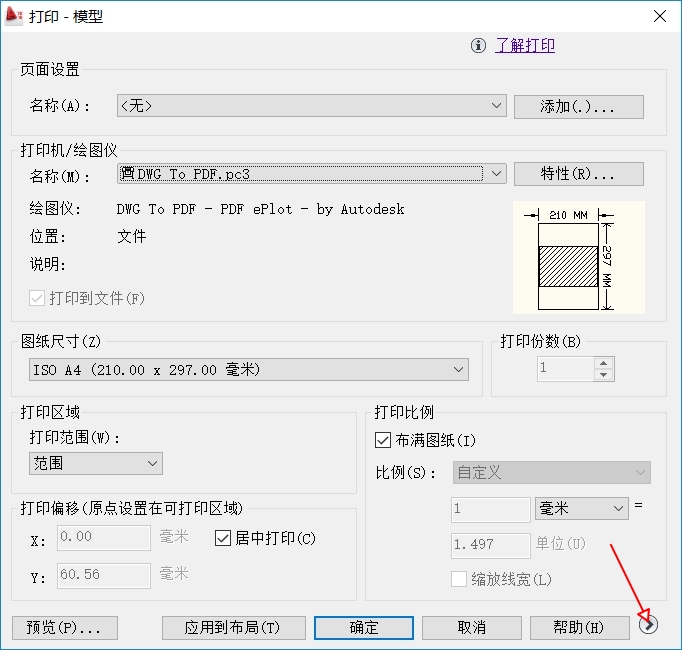 打印 - 模型
了解打印
页面设置
名称(A): <无> 添加(.)...
打印机/绘图仪
名称(M): DWG To PDF.pc3 特性(R)...
绘图仪: DWG To PDF - PDF ePlot - by Autodesk
位置: 文件
说明:
210 MM
297 MM
打印到文件(F)
图纸尺寸(Z)
ISO A4 (210.00 x 297.00 毫米)
打印份数(B)
1
打印区域
打印范围(W):
范围
打印比例
布满图纸(I)
比例(S): 自定义
1 毫米 =
1.497 单位(U)
缩放线宽(L)
打印偏移(原点设置在可打印区域)
X: 0.00 毫米 居中打印(C)
Y: 60.56 毫米
预览(P)... 应用到布局(T) 确定 取消 帮助(H)